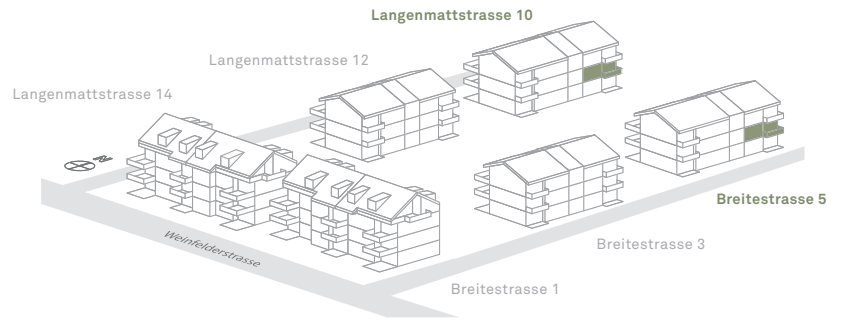 Langenmattstrasse 10
Langenmattstrasse 12
Langenmattstrasse 14
N
Weinfelderstrasse
Breitestrasse 5
Breitestrasse 3
Breitestrasse 1